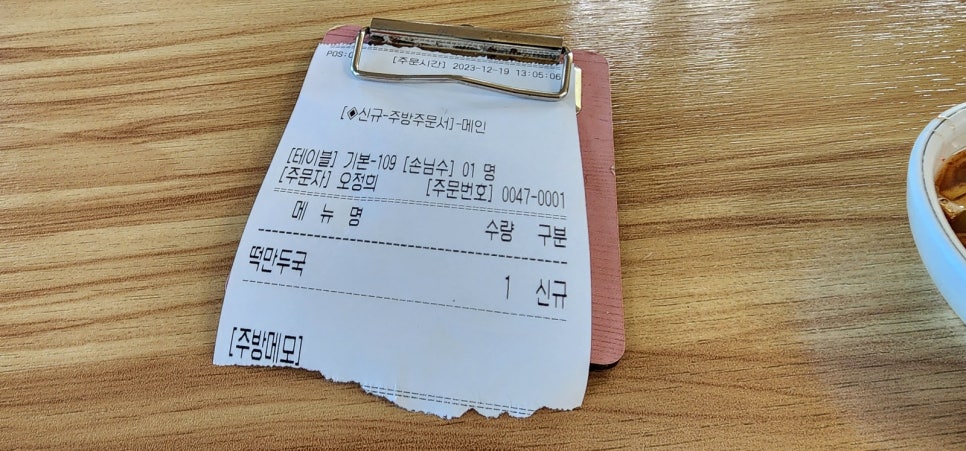 POS:0
[주문시간] 2023-12-19 13:05:06
[◈신규-주방주문서]-메인
[테이블] 기본-109 [손님수] 01 명
[주문자] 오정희 [주문번호] 0047-0001
메 뉴 명 수량 구분
떡만두국 1 신규
[주방메모]